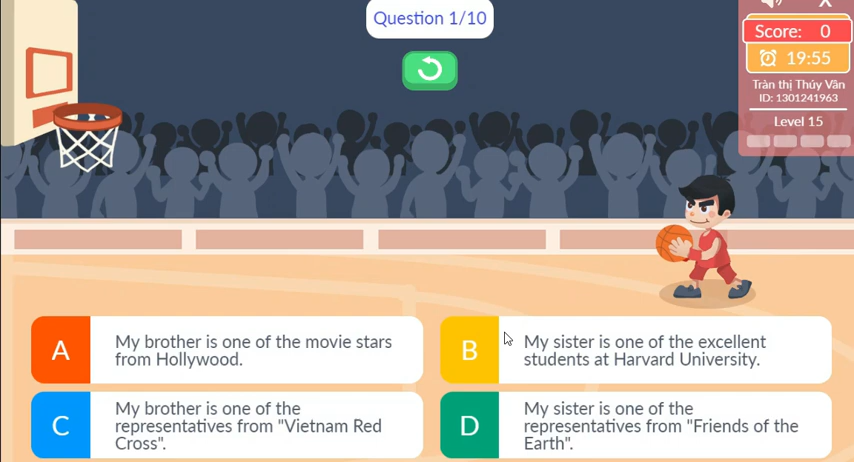 Question 1/10
X
Score: 0
19:55
Trần thị Thúy Vân
ID: 1301241963
Level 15
A
My brother is one of the movie stars
from Hollywood.
B
My sister is one of the excellent
students at Harvard University.
C
My brother is one of the
representatives from "Vietnam Red
Cross".
D
My sister is one of the
representatives from "Friends of the
Earth".